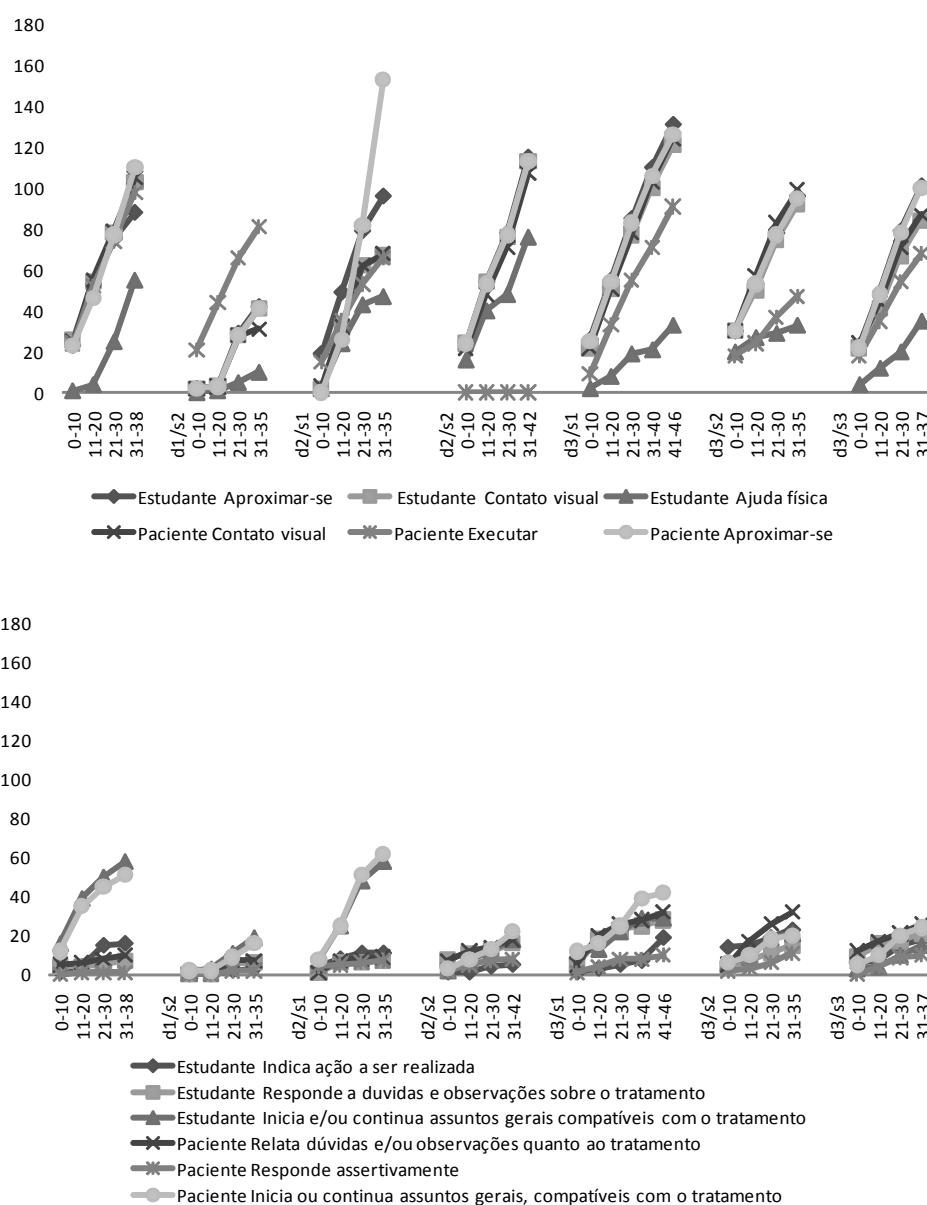 180
160
140
120
100
80
60
40
20
0
0-10 11-20 21-30 31-38 d1/s2 0-10 11-20 21-30 31-35 d2/s1 0-10 11-20 21-30 31-35 d2/s2 0-10 11-20 21-30 31-42 d3/s1 0-10 11-20 21-30 31-40 41-46 d3/s2 0-10 11-20 21-30 31-35 d3/s3 0-10 11-20 21-30 31-37
Estudante Aproximar-se Estudante Contato visual Estudante Ajuda física
Paciente Contato visual Paciente Executar Paciente Aproximar-se
180
160
140
120
100
80
60
40
20
0
0-10 11-20 21-30 31-38 d1/s2 0-10 11-20 21-30 31-35 d2/s1 0-10 11-20 21-30 31-35 d2/s2 0-10 11-20 21-30 31-42 d3/s1 0-10 11-20 21-30 31-40 41-46 d3/s2 0-10 11-20 21-30 31-35 d3/s3 0-10 11-20 21-30 31-37
Estudante Indica ação a ser realizada
Estudante Responde a duvidas e observações sobre o tratamento
Estudante Inicia e/ou continua assuntos gerais compatíveis com o tratamento
Paciente Relata dúvidas e/ou observações quanto ao tratamento
Paciente Responde assertivamente
Paciente Inicia ou continua assuntos gerais, compatíveis com o tratamento